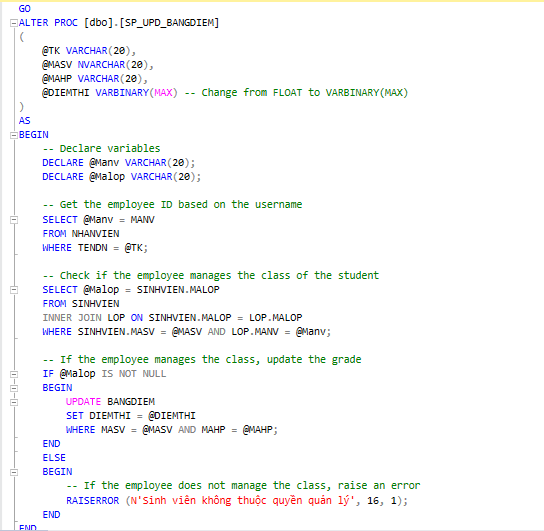 GO
ALTER PROC [dbo].[SP_UPD_BANGDIEM]
(
    @TK VARCHAR(20),
    @MASV NVARCHAR(20),
    @MAHP VARCHAR(20),
    @DIEMTHI VARBINARY(MAX) -- Change from FLOAT to VARBINARY(MAX)
)
AS
BEGIN
    -- Declare variables
    DECLARE @Manv VARCHAR(20);
    DECLARE @Malop VARCHAR(20);

    -- Get the employee ID based on the username
    SELECT @Manv = MANV
    FROM NHANVIEN
    WHERE TENDN = @TK;

    -- Check if the employee manages the class of the student
    SELECT @Malop = SINHVIEN.MALOP
    FROM SINHVIEN
    INNER JOIN LOP ON SINHVIEN.MALOP = LOP.MALOP
    WHERE SINHVIEN.MASV = @MASV AND LOP.MANV = @Manv;

    -- If the employee manages the class, update the grade
    IF @Malop IS NOT NULL
    BEGIN
        UPDATE BANGDIEM
        SET DIEMTHI = @DIEMTHI
        WHERE MASV = @MASV AND MAHP = @MAHP;
    END
    ELSE
    BEGIN
        -- If the employee does not manage the class, raise an error
        RAISERROR (N'Sinh viên không thuộc quyền quản lý', 16, 1);
    END
END